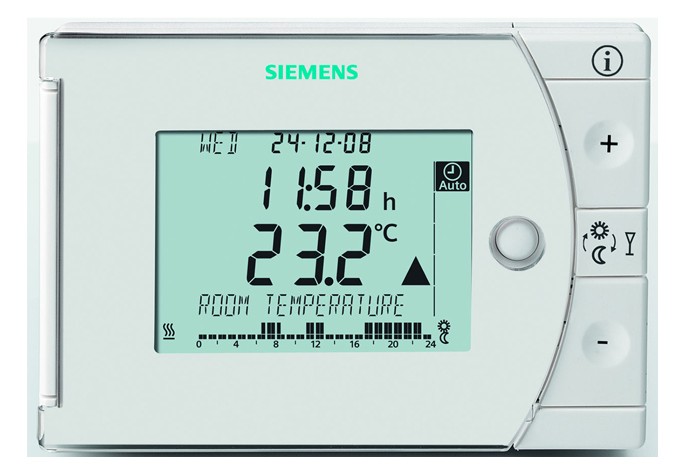 SIEMENS
WED 24-12-08
11:58 h
Auto
23.2 °C
ROOM TEMPERATURE
0 4 8 12 16 20 24
i
+
-